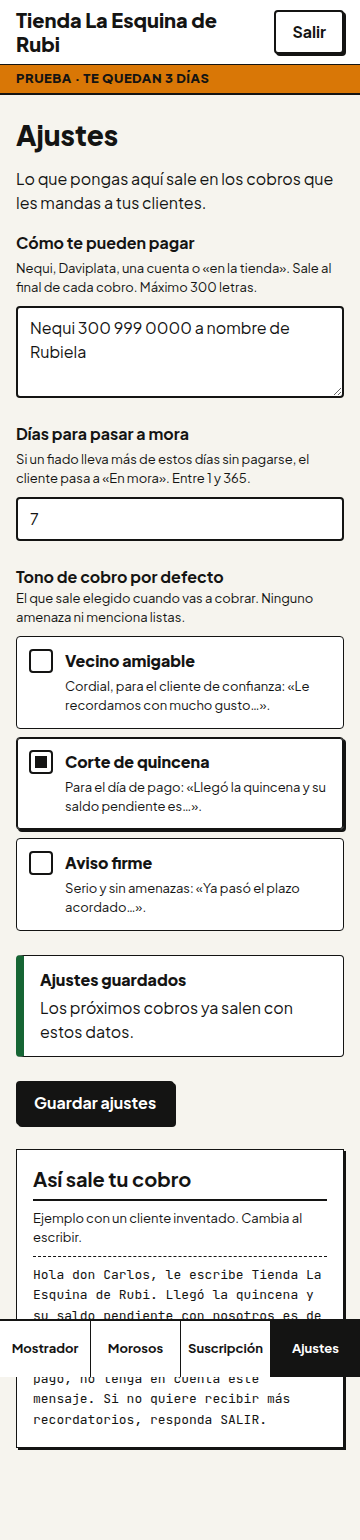 Tienda La Esquina de
Rubi
Salir
PRUEBA · TE QUEDAN 3 DÍAS
Ajustes
Lo que pongas aquí sale en los cobros que
les mandas a tus clientes.
Cómo te pueden pagar
Nequi, Daviplata, una cuenta o «en la tienda». Sale al
final de cada cobro. Máximo 300 letras.
Nequi 300 999 0000 a nombre de
Rubiela
Días para pasar a mora
Si un fiado lleva más de estos días sin pagarse, el
cliente pasa a «En mora». Entre 1 y 365.
7
Tono de cobro por defecto
El que sale elegido cuando vas a cobrar. Ninguno
amenaza ni menciona listas.
Vecino amigable
Cordial, para el cliente de confianza: «Le
recordamos con mucho gusto…».
Corte de quincena
Para el día de pago: «Llegó la quincena y su
saldo pendiente es…».
Aviso firme
Serio y sin amenazas: «Ya pasó el plazo
acordado…».
Ajustes guardados
Los próximos cobros ya salen con
estos datos.
Guardar ajustes
Así sale tu cobro
Ejemplo con un cliente inventado. Cambia al
escribir.
Hola don Carlos, le escribe Tienda La
Esquina de Rubi. Llegó la quincena y
su saldo pendiente con nosotros es de
Mostrador
Morosos
Suscripción
Ajustes
pago, no tenga en cuenta este
mensaje. Si no quiere recibir más
recordatorios, responda SALIR.